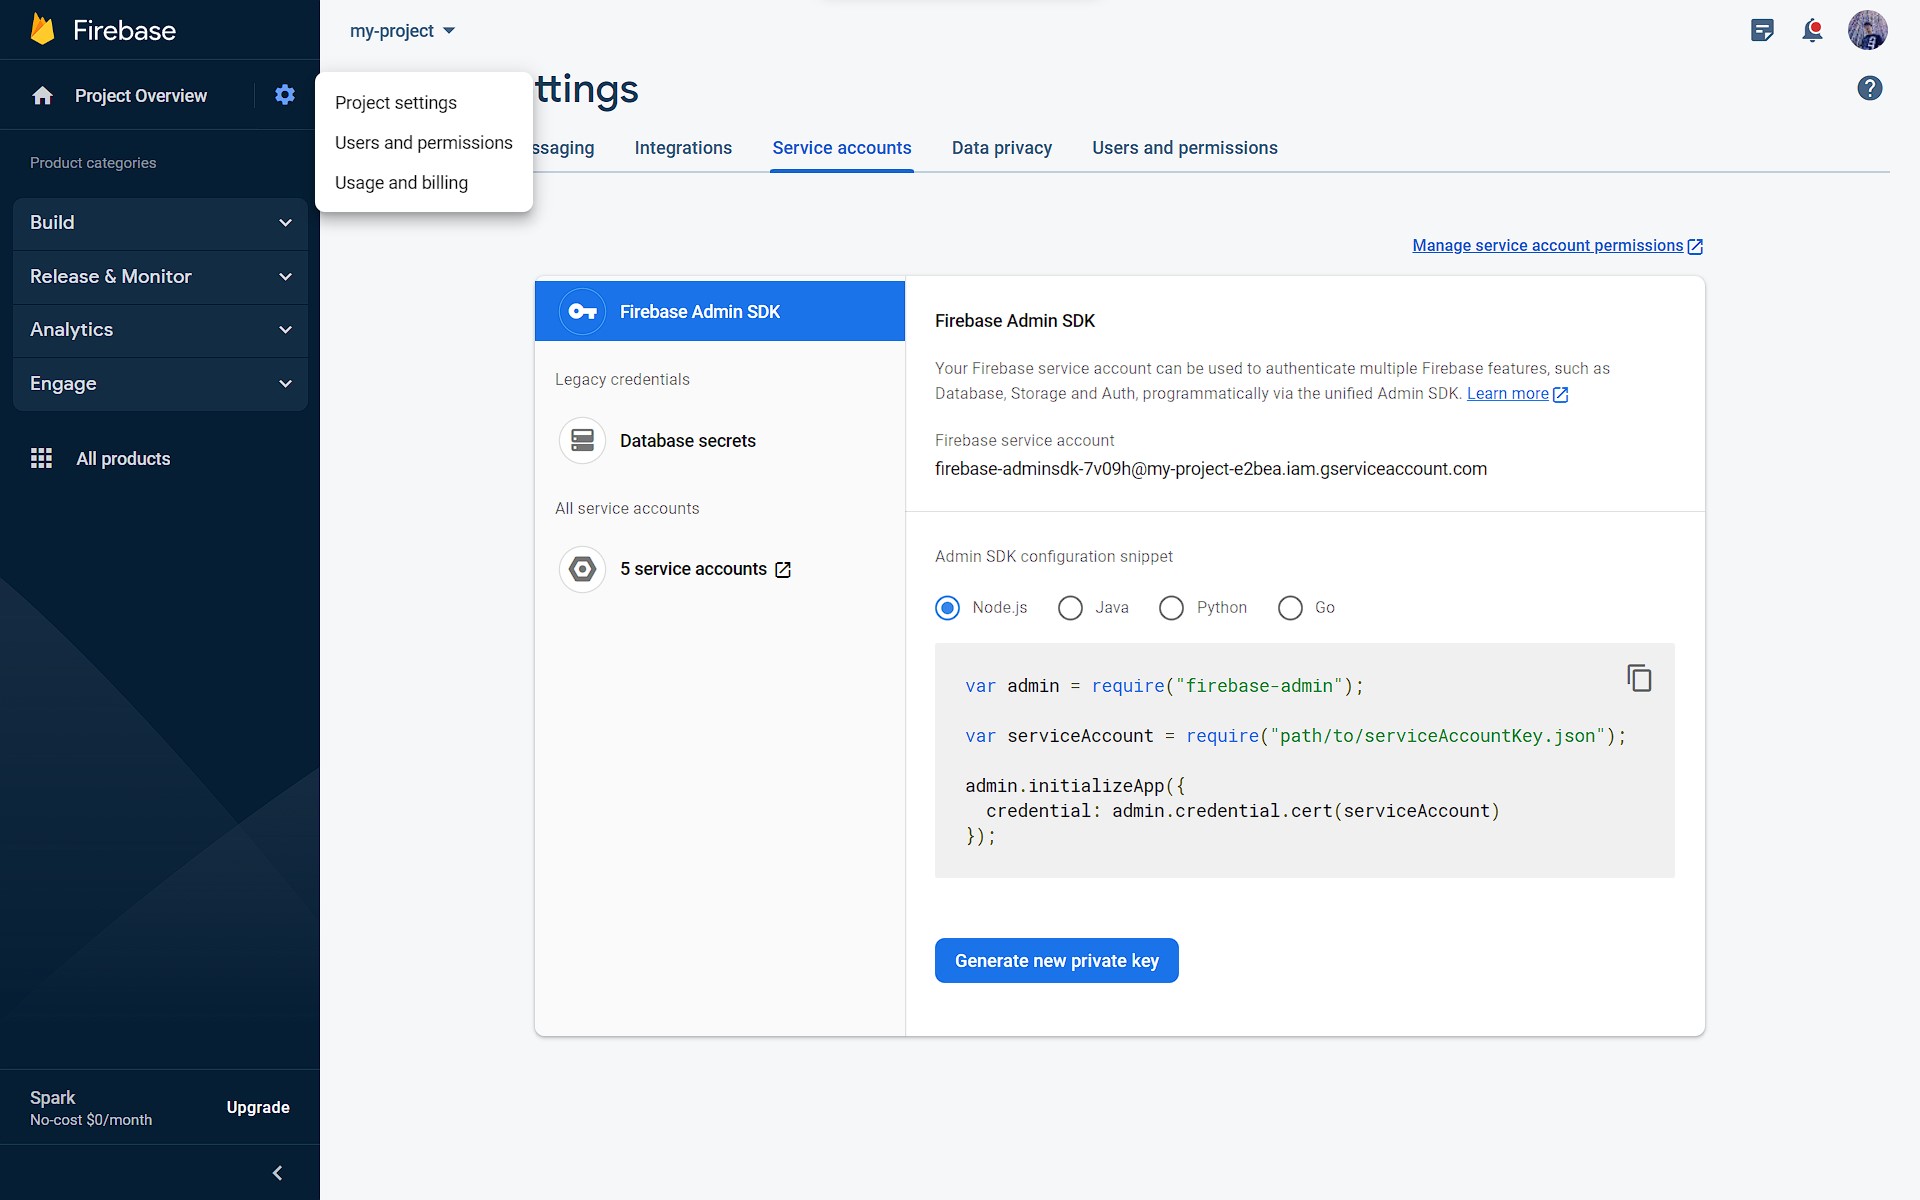 Firebase
my-project
Project Overview
Project settings
Users and permissions
Usage and billing
ttings
ssaging
Integrations
Service accounts
Data privacy
Users and permissions
Product categories
Build
Release & Monitor
Analytics
Engage
All products
Manage service account permissions
Firebase Admin SDK
Legacy credentials
Database secrets
All service accounts
5 service accounts
Firebase Admin SDK
Your Firebase service account can be used to authenticate multiple Firebase features, such as
Database, Storage and Auth, programmatically via the unified Admin SDK. Learn more
Firebase service account
firebase-adminsdk-7v09h@my-project-e2bea.iam.gserviceaccount.com
Admin SDK configuration snippet
Node.js
Java
Python
Go
var admin = require("firebase-admin");
var serviceAccount = require("path/to/serviceAccountKey.json");
admin.initializeApp({
credential: admin.credential.cert(serviceAccount)
});
Generate new private key
Spark
No-cost $0/month
Upgrade